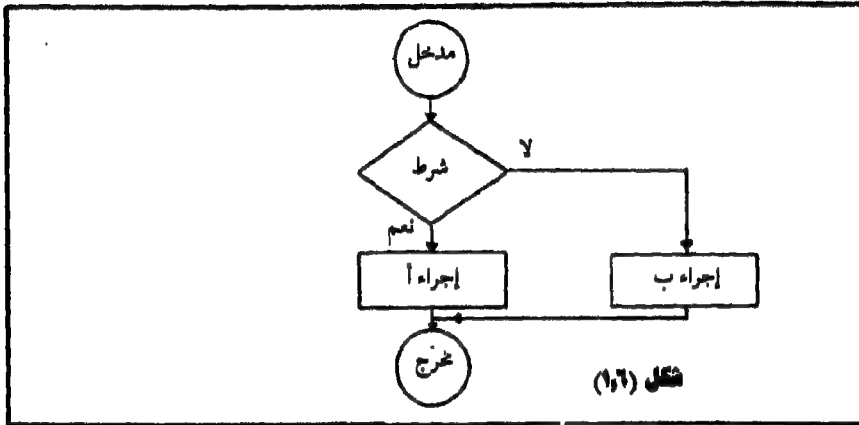 مدخل
شرط
لا
نعم
إجراء أ
إجراء ب
مخرج
شكل (١,٦)